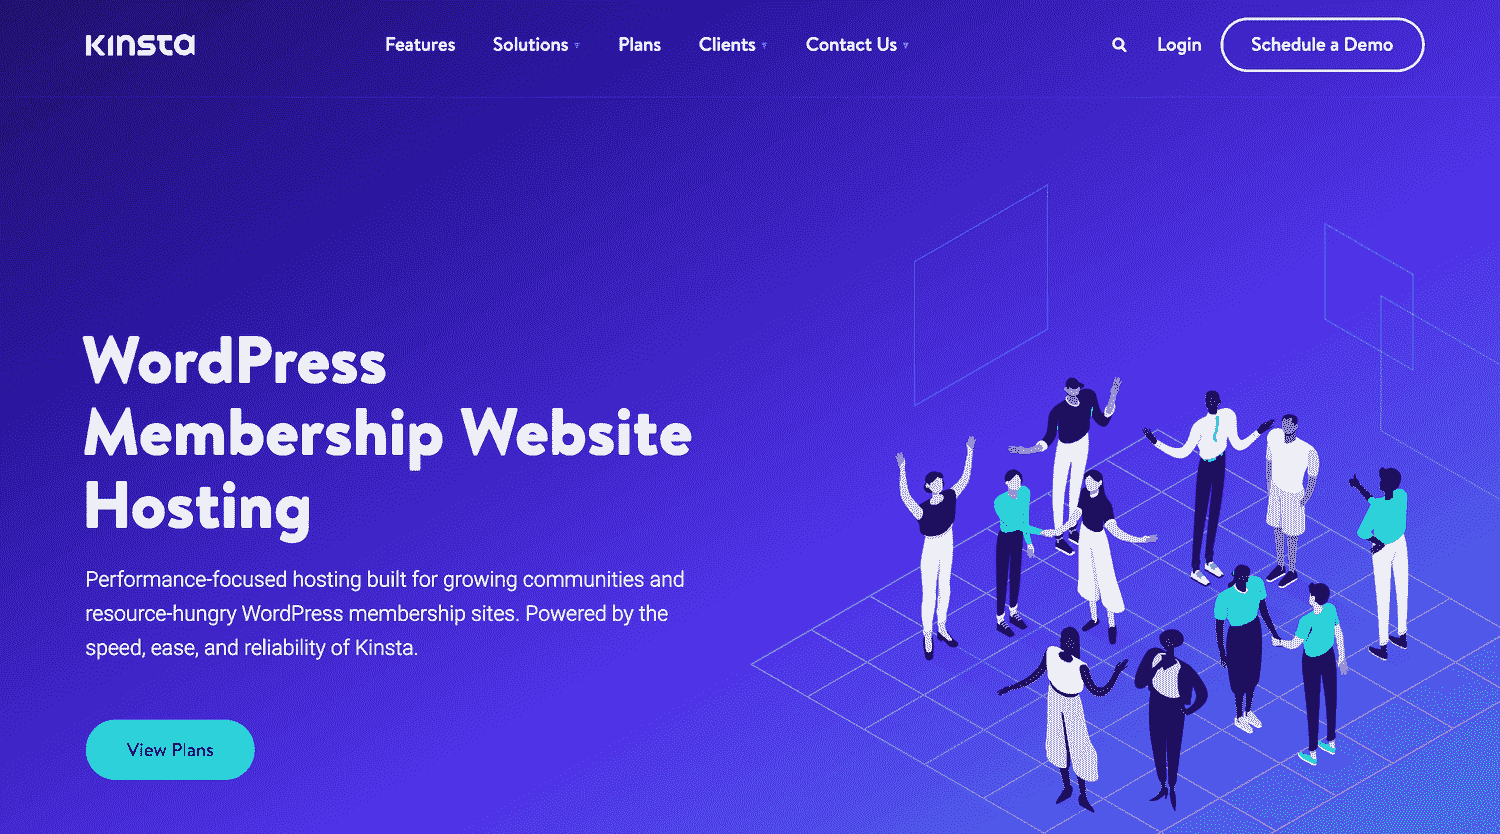 Kinsta
Features Solutions Plans Clients Contact Us Login Schedule a Demo
WordPress
Membership Website
Hosting
Performance-focused hosting built for growing communities and
resource-hungry WordPress membership sites. Powered by the
speed, ease, and reliability of Kinsta.
View Plans